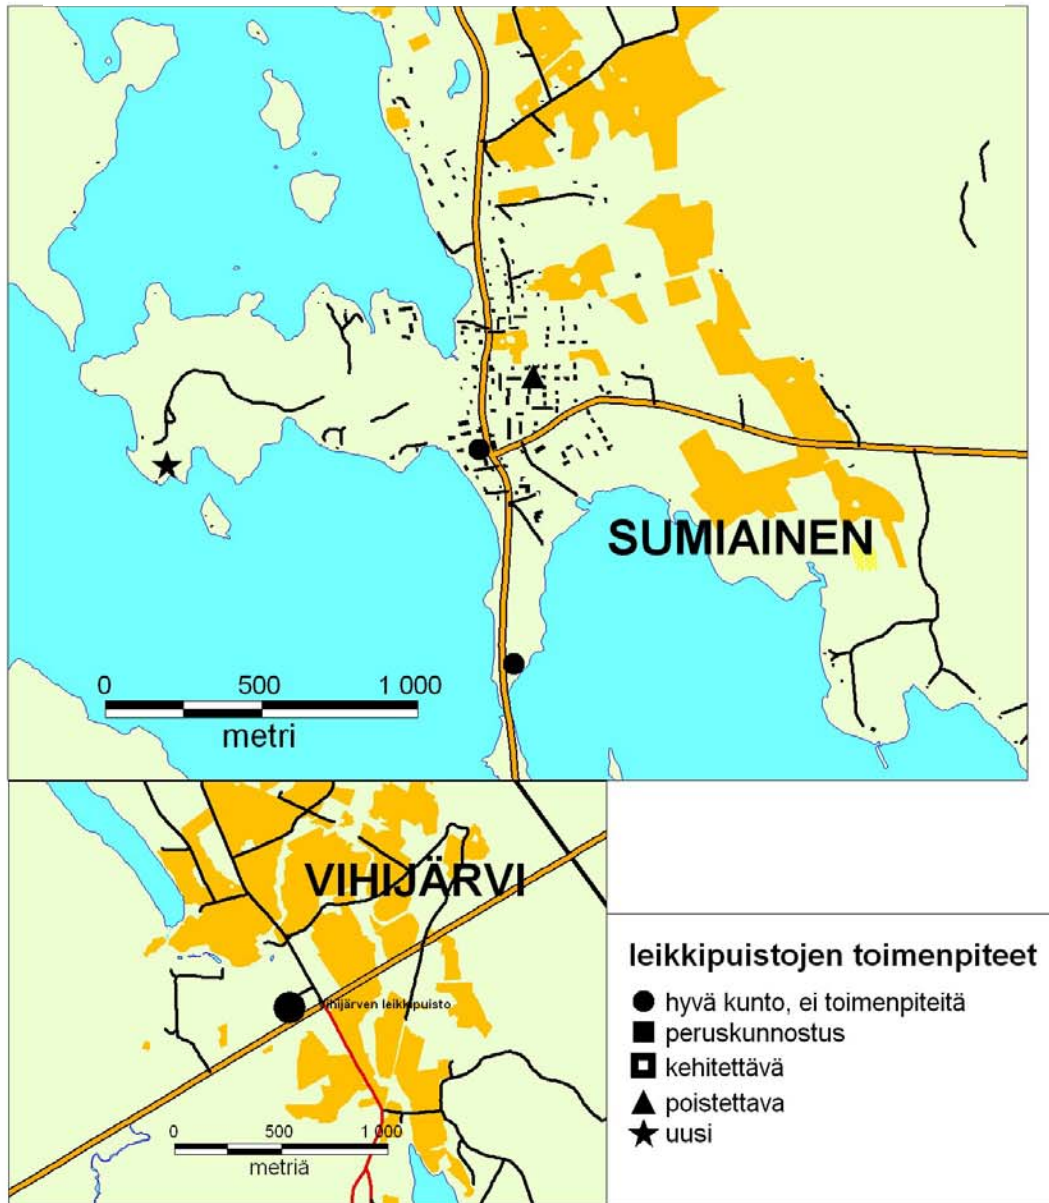 SUMIAINEN
0 500 1 000
metri
VIHIJÄRVI
Vihijärven leikkipuisto
0 500 1 000
metriä
leikkipuistojen toimenpiteet
hyvä kunto, ei toimenpiteitä
peruskunnostus
kehitettävä
poistettava
uusi